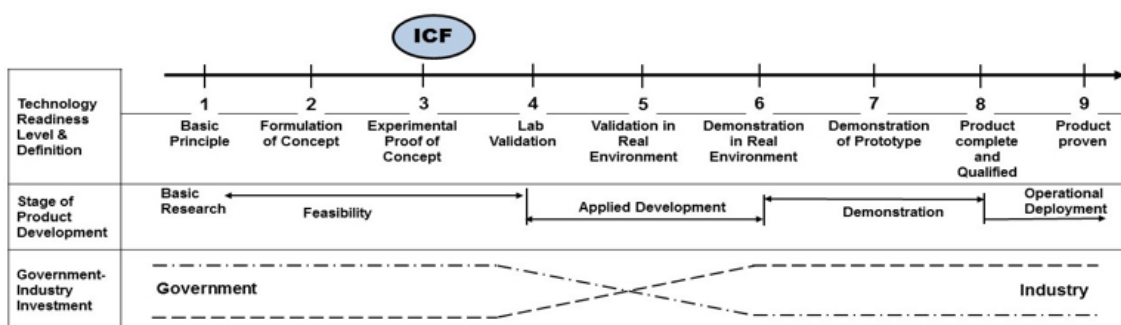 ICF
Technology
Readiness
Level &
Definition
1 2 3 4 5 6 7 8 9
Basic
Principle
Formulation
of Concept
Experimental
Proof of
Concept
Lab
Validation
Validation in
Real
Environment
Demonstration
in Real
Environment
Demonstration
of Prototype
Product
complete
and
Qualified
Product
proven
Stage of
Product
Development
Basic
Research
Feasibility
Applied Development
Demonstration
Operational
Deployment
Government-
Industry
Investment
Government
Industry